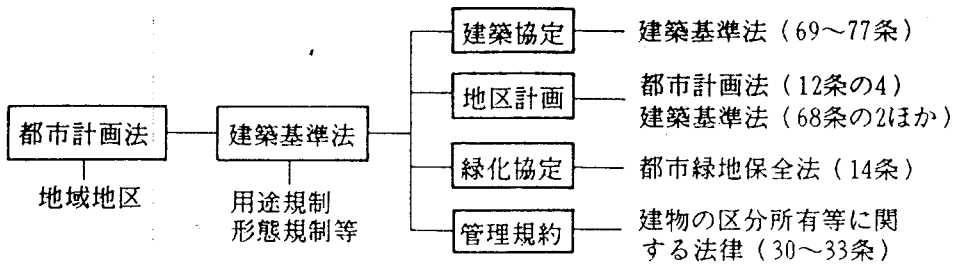 建築協定
建築基準法（69～77条）
地区計画
都市計画法（12条の4）
建築基準法（68条の2ほか）
都市計画法
建築基準法
地域地区
用途規制
形態規制等
緑化協定
都市緑地保全法（14条）
管理規約
建物の区分所有等に関
する法律（30～33条）